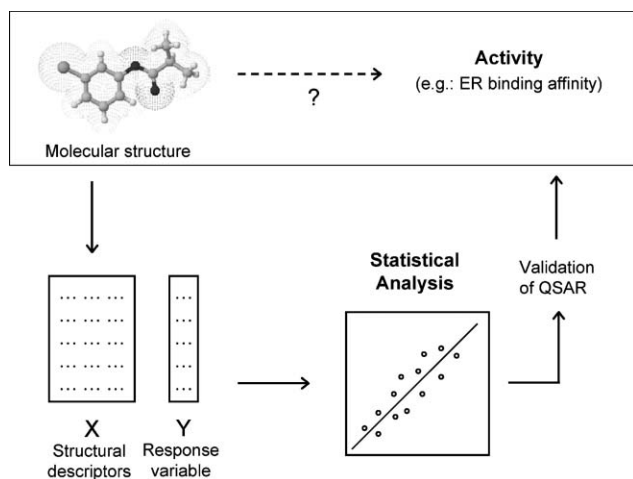 Activity
(e.g.: ER binding affinity)
?
Molecular structure
Statistical
Analysis
Validation
of QSAR
... ... ... ...
... ... ... ...
... ... ... ...
... ... ... ...
... ... ... ...
X Y
Structural Response
descriptors variable